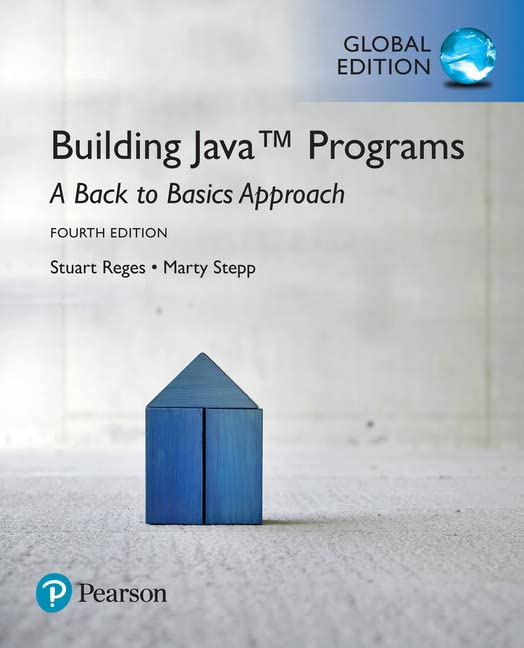 GLOBAL
EDITION
Building Java™ Programs
A Back to Basics Approach
FOURTH EDITION
Stuart Reges • Marty Stepp
P Pearson